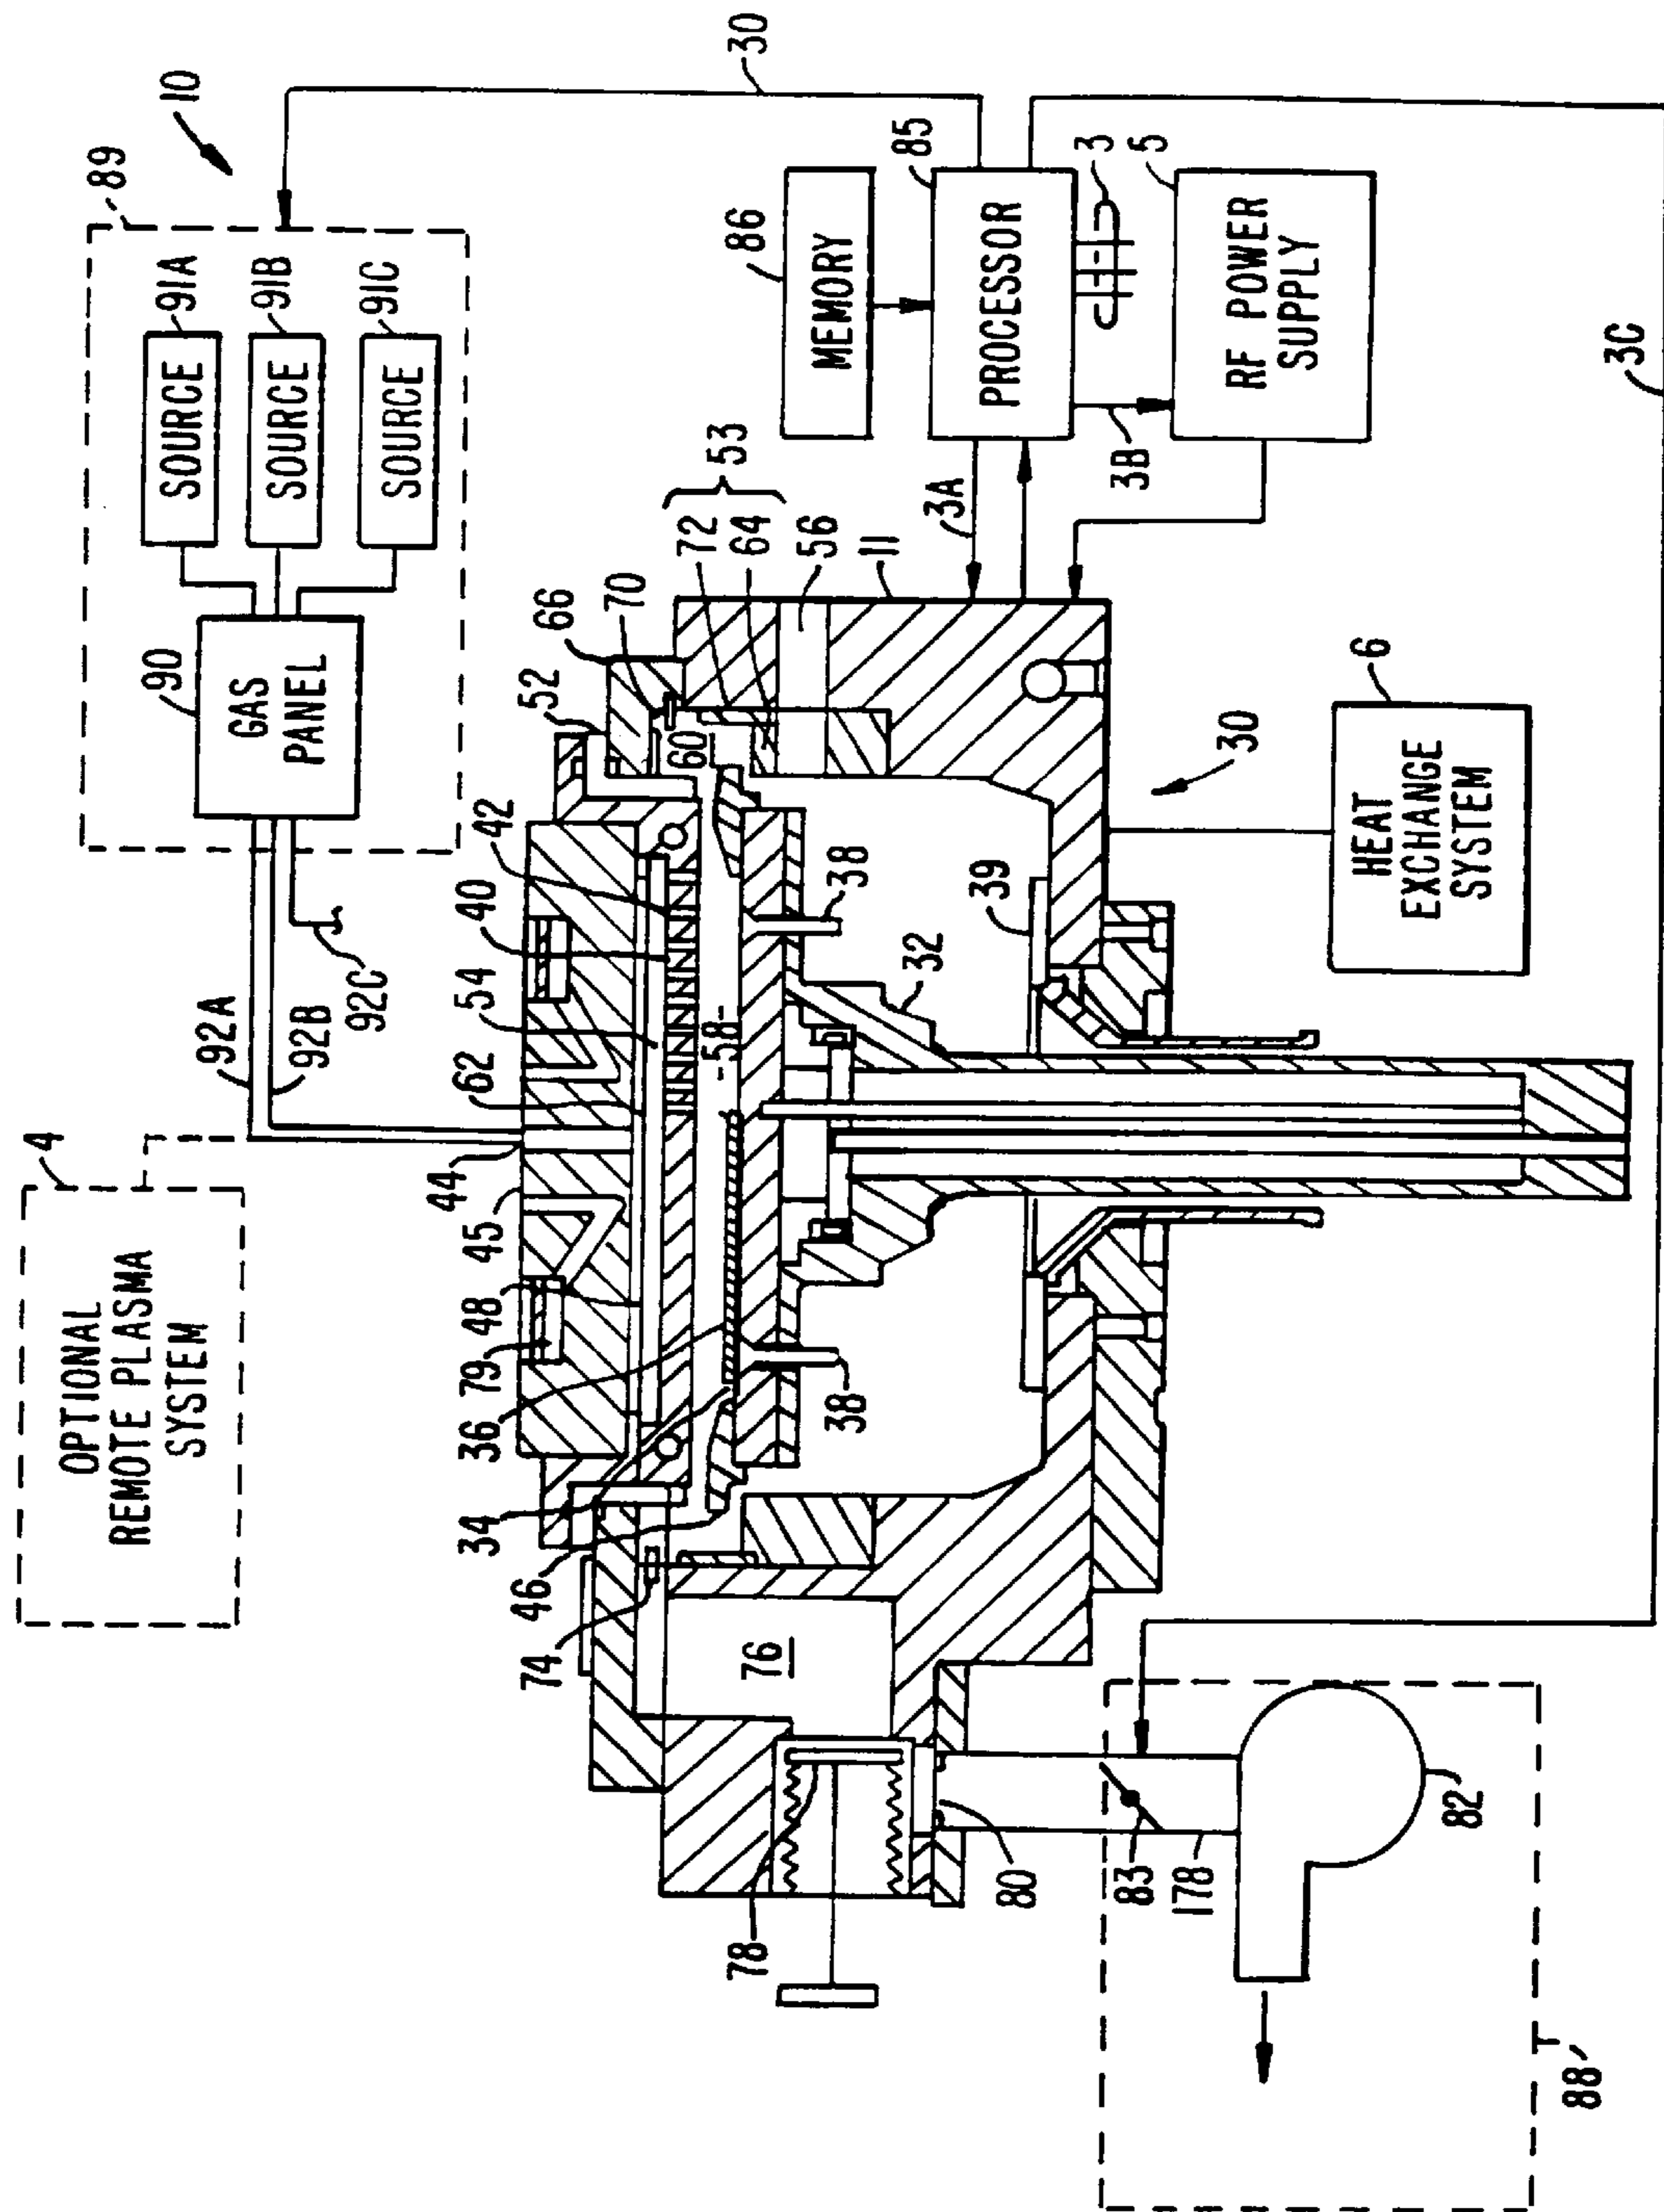 OPTIONAL
REMOTE PLASMA
SYSTEM
4
92A
92B
92C
90
GAS
PANEL
SOURCE
91A
SOURCE
91B
SOURCE
91C
89
10
30
44
45
48
79
36
34
46
74
62
54
40
42
52
66
70
60
72
64
53
56
11
-58-
38
38
32
39
30
76
78
80
83
178
82
88
MEMORY
86
PROCESSOR
85
3
3A
3B
RF POWER
SUPPLY
5
HEAT
EXCHANGE
SYSTEM
6
3C